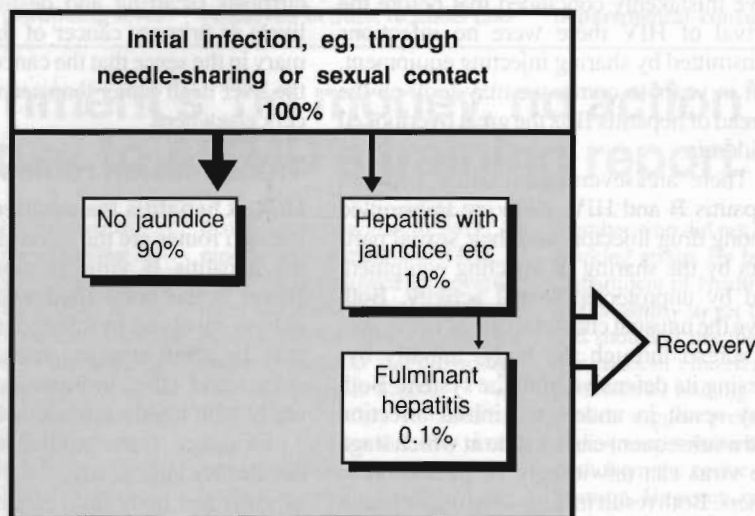 Initial infection, eg, through
needle-sharing or sexual contact
100%
No jaundice
90%
Hepatitis with
jaundice, etc
10%
Fulminant
hepatitis
0.1%
Recovery